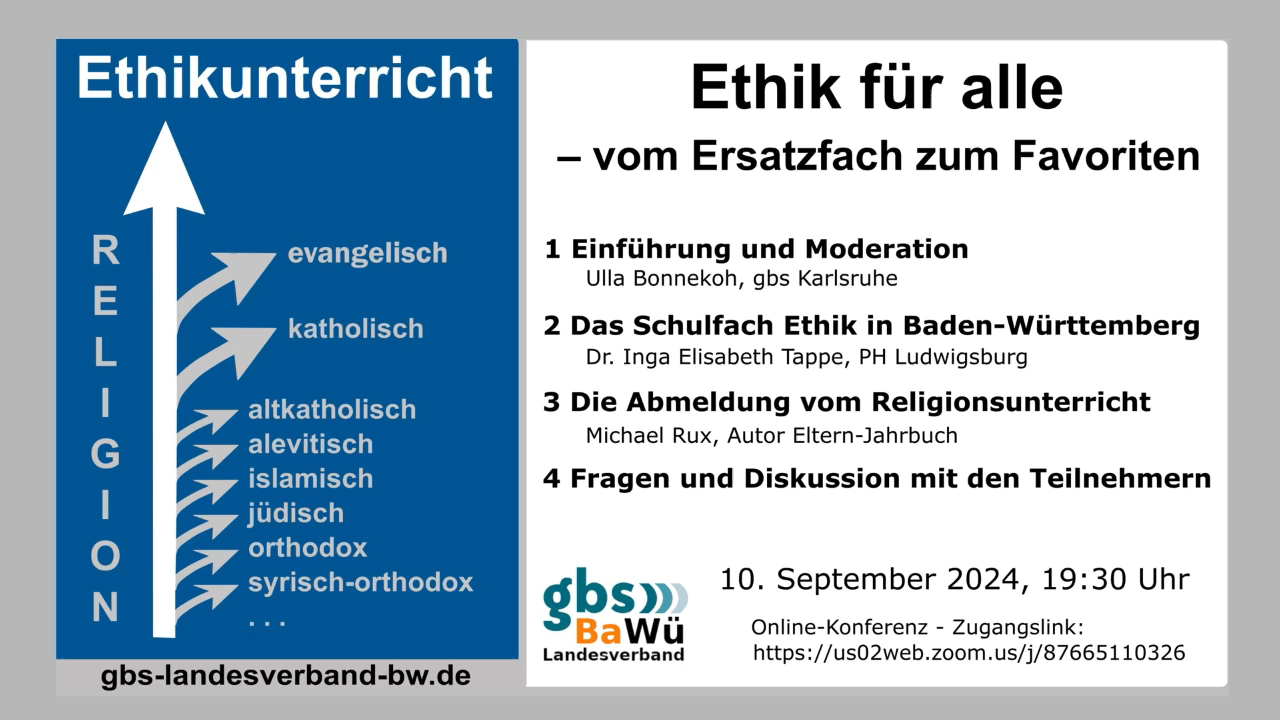 Ethikunterricht
RELIGION
evangelisch
katholisch
altkatholisch
alevitisch
islamisch
jüdisch
orthodox
syrisch-orthodox
. . .
gbs-landesverband-bw.de
Ethik für alle
– vom Ersatzfach zum Favoriten
1 Einführung und Moderation
Ulla Bonnekoh, gbs Karlsruhe
2 Das Schulfach Ethik in Baden-Württemberg
Dr. Inga Elisabeth Tappe, PH Ludwigsburg
3 Die Abmeldung vom Religionsunterricht
Michael Rux, Autor Eltern-Jahrbuch
4 Fragen und Diskussion mit den Teilnehmern
gbs
BaWü
Landesverband
10. September 2024, 19:30 Uhr
Online-Konferenz - Zugangslink:
https://us02web.zoom.us/j/87665110326